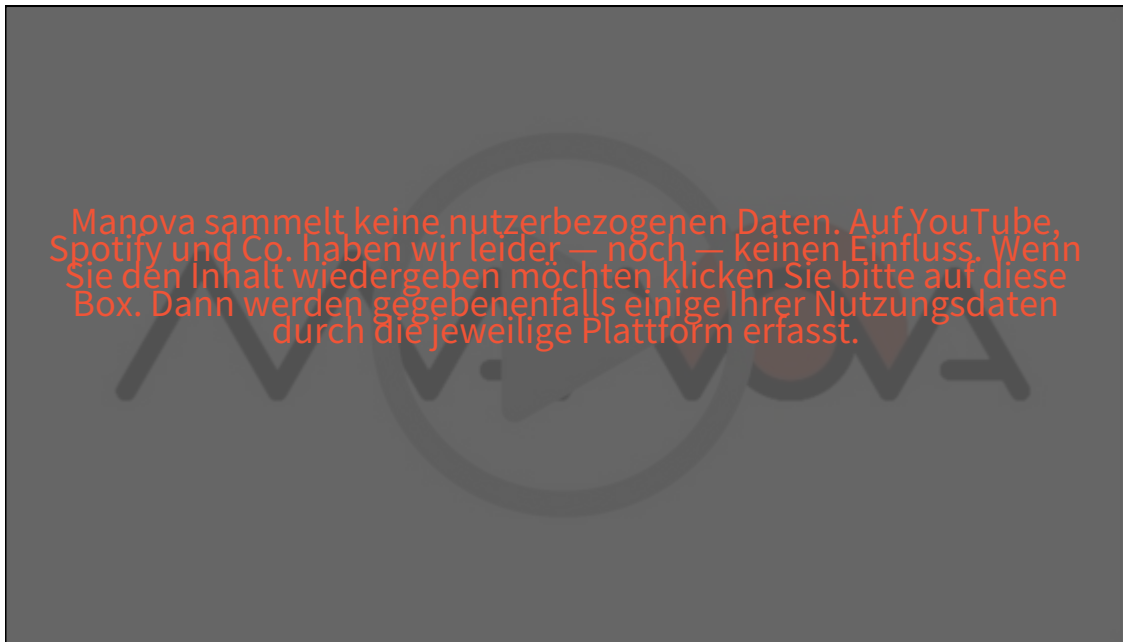 Manova sammelt keine nutzerbezogenen Daten. Auf YouTube,
Spotify und Co. haben wir leider — noch — keinen Einfluss. Wenn
Sie den Inhalt wiedergeben möchten klicken Sie bitte auf diese
Box. Dann werden gegebenenfalls einige Ihrer Nutzungsdaten
durch die jeweilige Plattform erfasst.
MANOVA